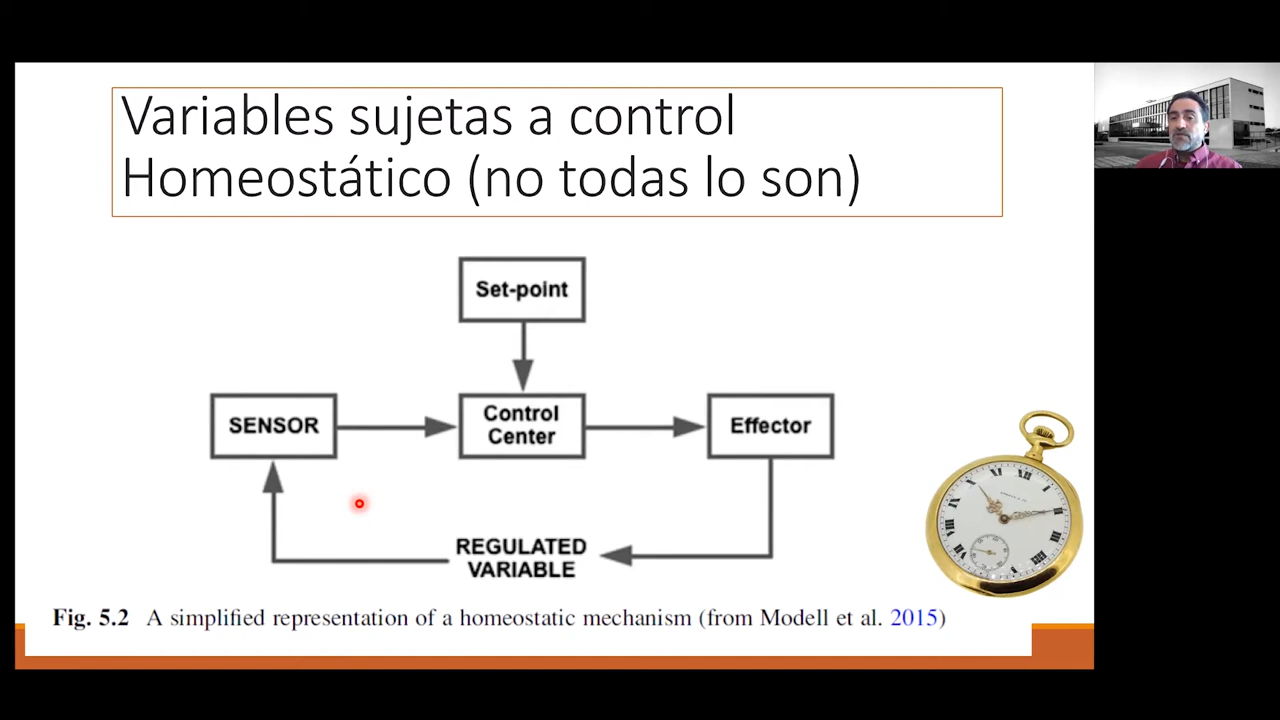 Variables sujetas a control
Homeostático (no todas lo son)
Set-point
SENSOR
Control
Center
Effector
REGULATED
VARIABLE
Fig. 5.2 A simplified representation of a homeostatic mechanism (from Modell et al. 2015)